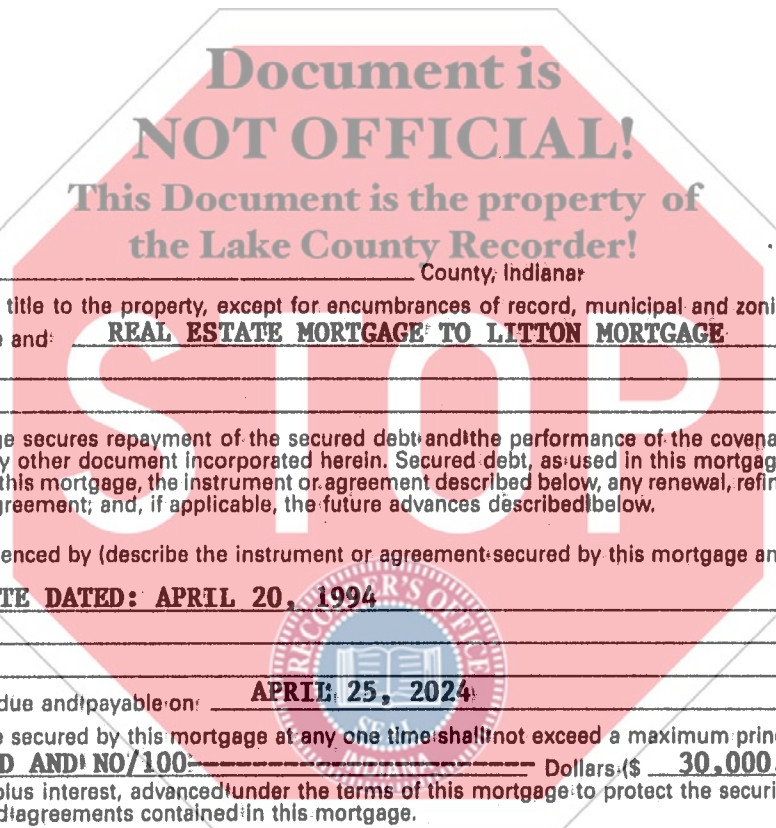 Document is
NOT OFFICIAL!
This Document is the property of
the Lake County Recorder!
County, Indiana
title to the property, except for encumbrances of record, municipal and zoni
and REAL ESTATE MORTGAGE TO LITTON MORTGAGE
STOP
ge secures repayment of the secured debt and the performance of the covena
y other document incorporated herein. Secured debt, as used in this mortgag
this mortgage, the instrument or agreement described below, any renewal, refin
greement; and, if applicable, the future advances described below.
enced by (describe the instrument or agreement secured by this mortgage an
TE DATED: APRIL 20, 1994
RECORDER'S OFFICE
due and payable on APRIL 25, 2024
SEAL
secured by this mortgage at any one time shall not exceed a maximum princ
D AND NO/100 Dollars ($ 30,000
plus interest, advanced under the terms of this mortgage to protect the securi
d agreements contained in this mortgage.